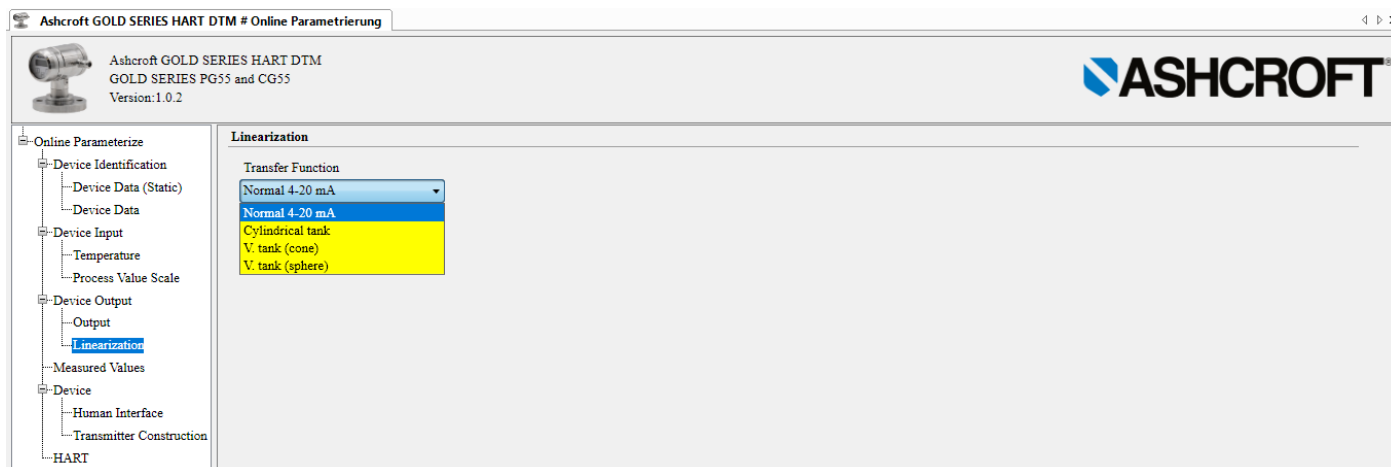 Ashcroft GOLD SERIES HART DTM # Online Parametrierung
Ashcroft GOLD SERIES HART DTM
GOLD SERIES PG55 and CG55
Version:1.0.2
ASHCROFT®
Online Parameterize
Device Identification
Device Data (Static)
Device Data
Device Input
Temperature
Process Value Scale
Device Output
Output
Linearization
Measured Values
Device
Human Interface
Transmitter Construction
HART
Linearization
Transfer Function
Normal 4-20 mA
Normal 4-20 mA
Cylindrical tank
V. tank (cone)
V. tank (sphere)